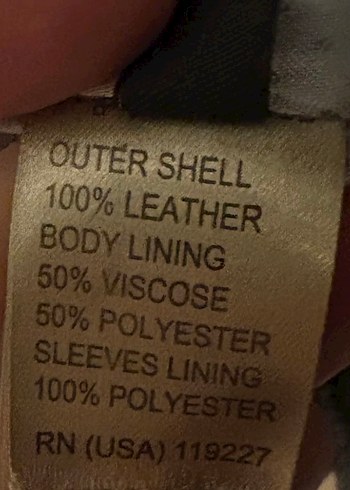 OUTER SHELL
100% LEATHER
BODY LINING
50% VISCOSE
50% POLYESTER
SLEEVES LINING
100% POLYESTER
RN (USA) 119227